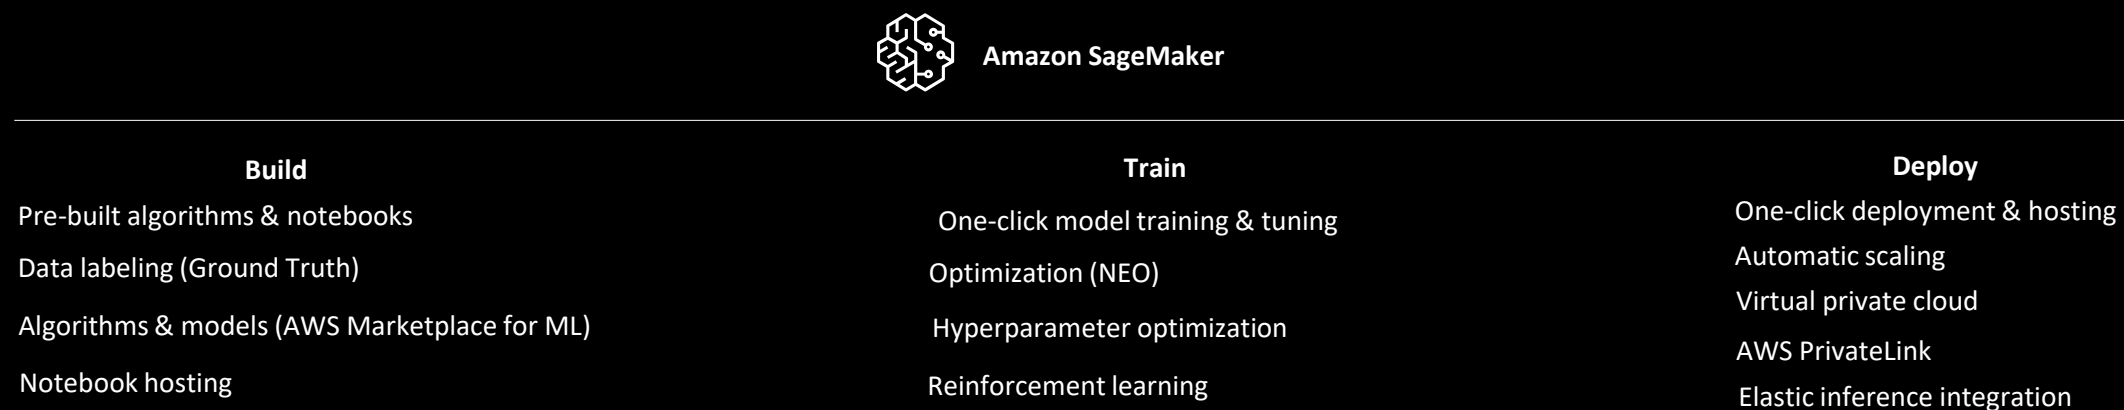 Amazon SageMaker
Build
Pre-built algorithms & notebooks
Data labeling (Ground Truth)
Algorithms & models (AWS Marketplace for ML)
Notebook hosting
Train
One-click model training & tuning
Optimization (NEO)
Hyperparameter optimization
Reinforcement learning
Deploy
One-click deployment & hosting
Automatic scaling
Virtual private cloud
AWS PrivateLink
Elastic inference integration